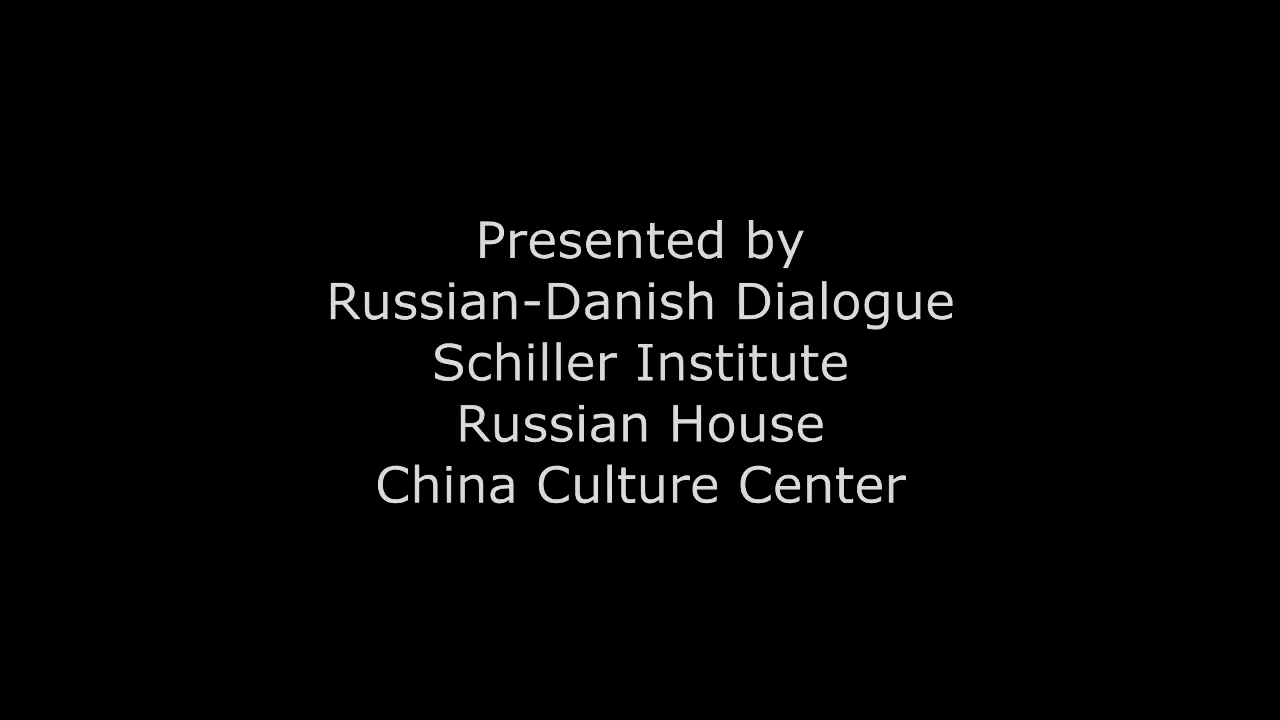 Presented by
Russian-Danish Dialogue
Schiller Institute
Russian House
China Culture Center